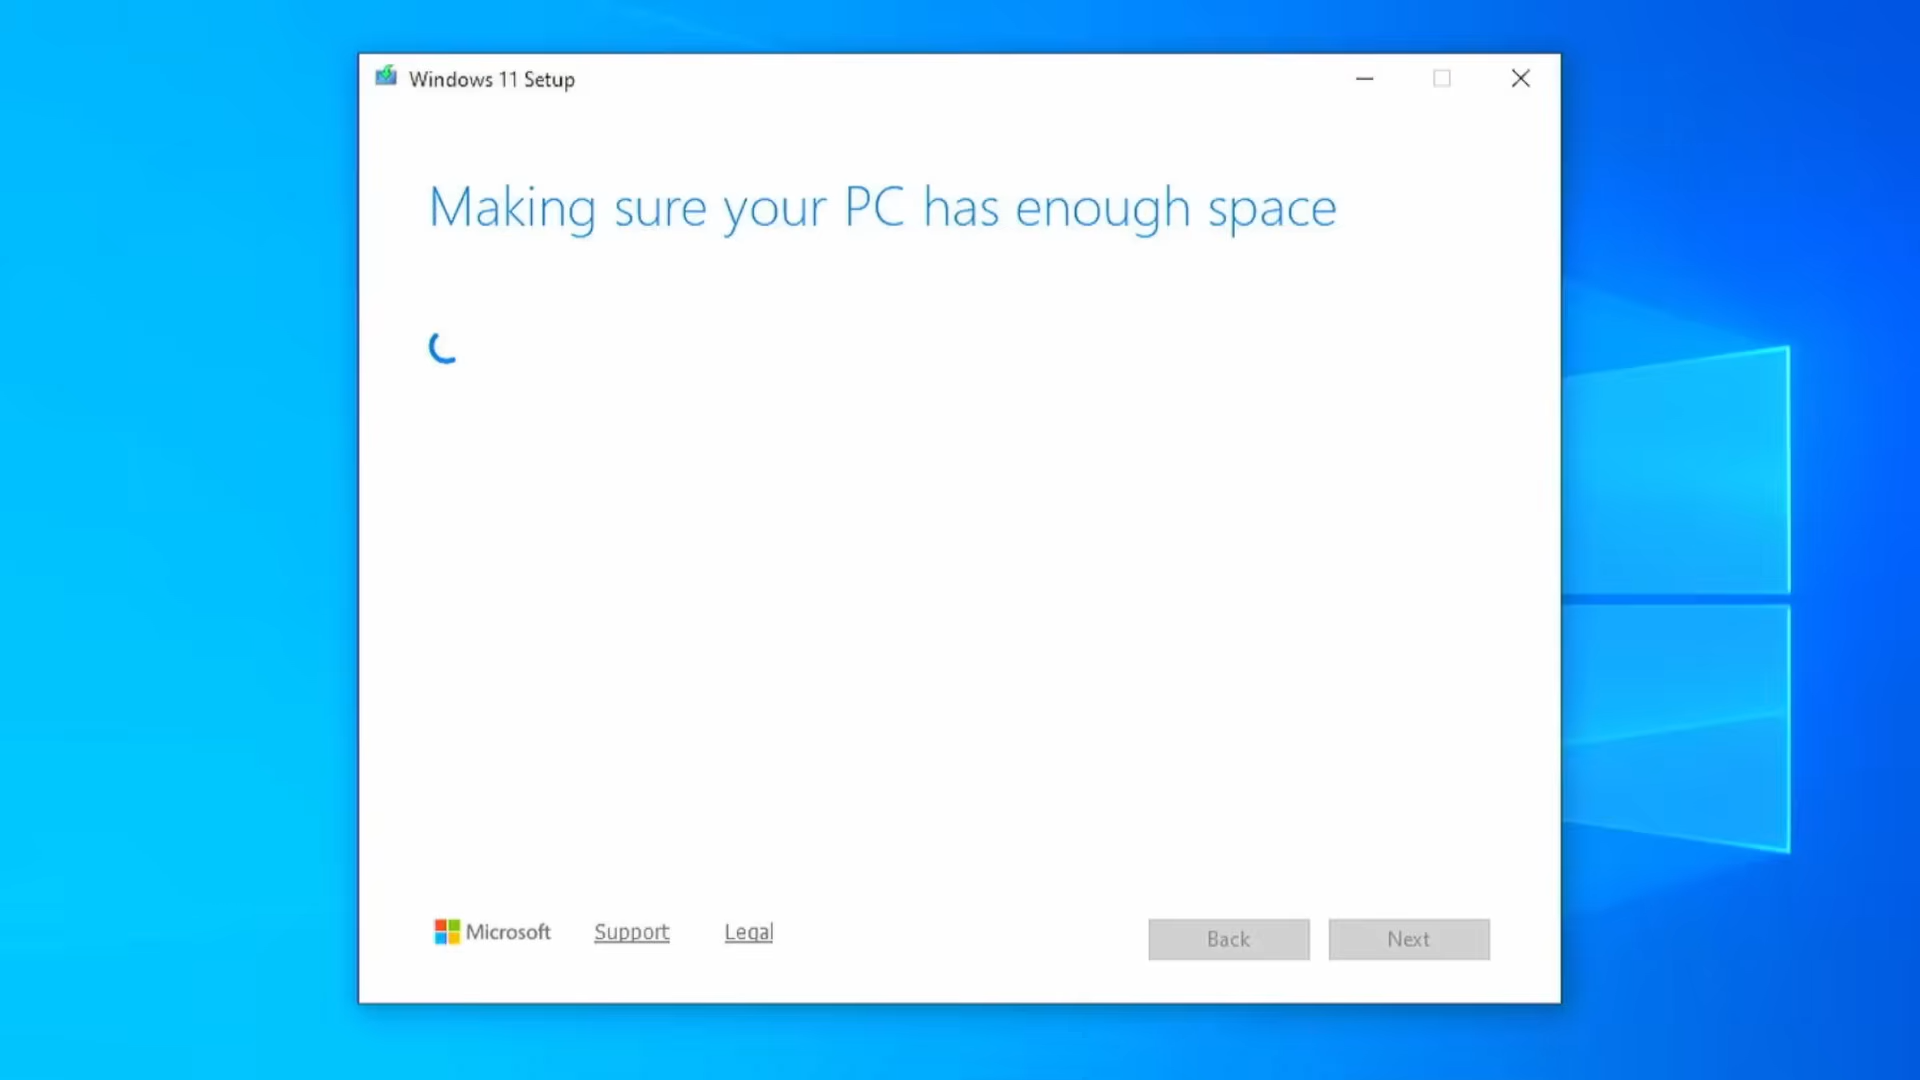 Windows 11 Setup
Making sure your PC has enough space
Microsoft Support Legal
Back Next